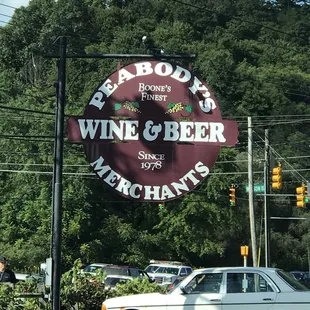 PEABODY'S
BOONE'S
FINEST
WINE & BEER
SINCE
1978
MERCHANTS